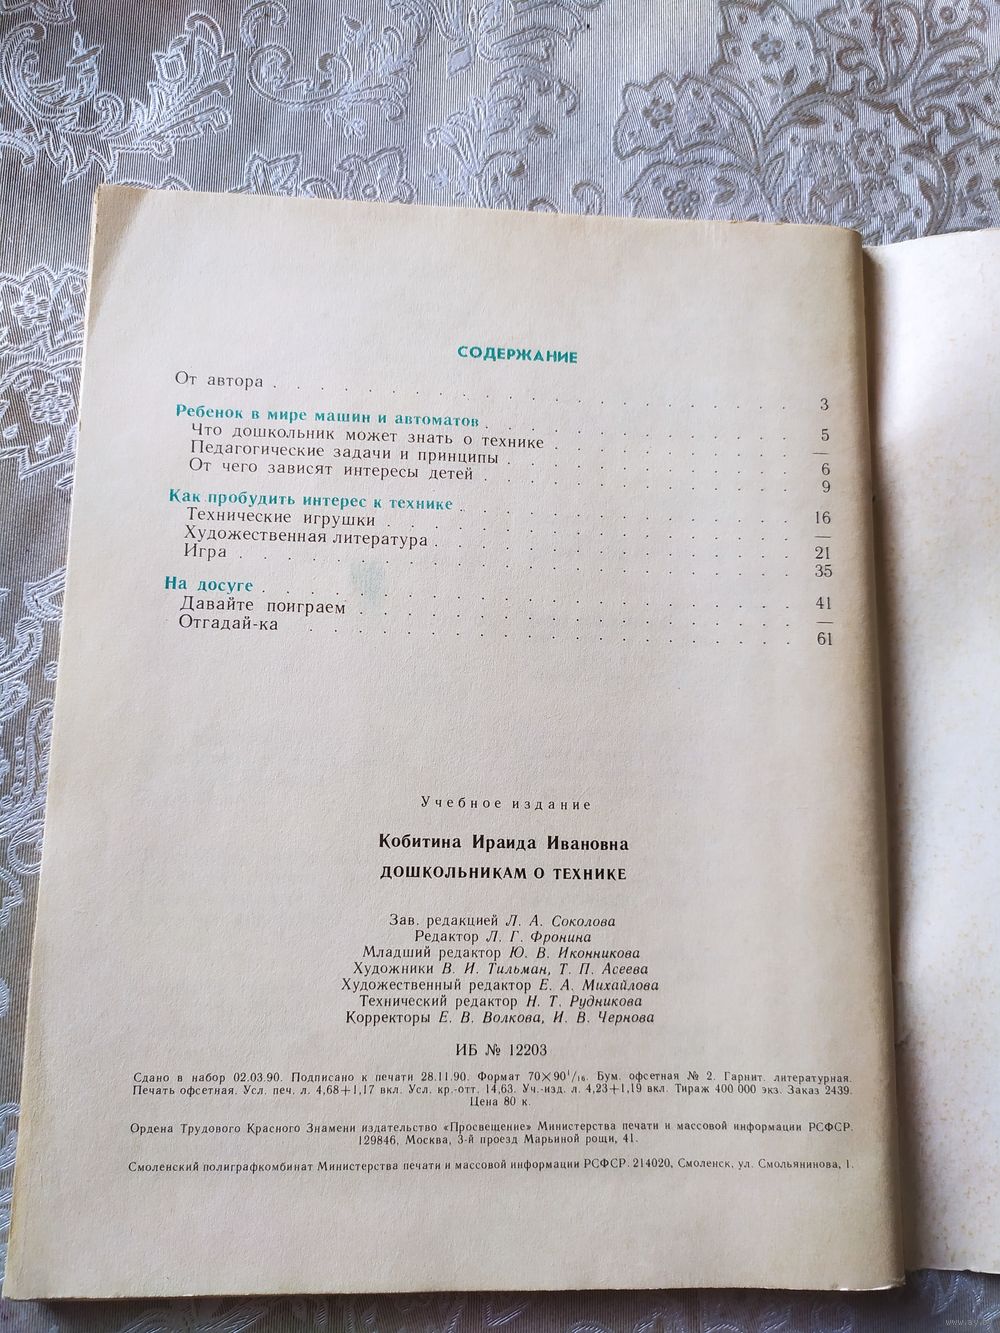 СОДЕРЖАНИЕ
От автора . . . . . . . . . . . . . . . . . . . . . . . 3
Ребенок в мире машин и автоматов . . . . . . . . . . . . . 5
Что дошкольник может знать о технике . . . . . . . . . . . —
Педагогические задачи и принципы . . . . . . . . . . . . 6
От чего зависят интересы детей . . . . . . . . . . . . . 9
Как пробудить интерес к технике . . . . . . . . . . . . . 16
Технические игрушки . . . . . . . . . . . . . . . . . —
Художественная литература . . . . . . . . . . . . . . . 21
Игра . . . . . . . . . . . . . . . . . . . . . . . 35
На досуге . . . . . . . . . . . . . . . . . . . . . . 41
Давайте поиграем . . . . . . . . . . . . . . . . . . —
Отгадай-ка . . . . . . . . . . . . . . . . . . . . 61
Учебное издание
Кобитина Ираида Ивановна
ДОШКОЛЬНИКАМ О ТЕХНИКЕ
Зав. редакцией Л. А. Соколова
Редактор Л. Г. Фронина
Младший редактор Ю. В. Иконникова
Художники В. И. Тильман, Т. П. Асеева
Художественный редактор Е. А. Михайлова
Технический редактор Н. Т. Рудникова
Корректоры Е. В. Волкова, И. В. Чернова
ИБ № 12203
Сдано в набор 02.03.90. Подписано к печати 28.11.90. Формат 70×90¹/₁₆. Бум. офсетная № 2. Гарнит. литературная.
Печать офсетная. Усл. печ. л. 4,68+1,17 вкл. Усл. кр.-отт. 14,63. Уч.-изд. л. 4,23+1,19 вкл. Тираж 400 000 экз. Заказ 2439.
Цена 80 к.
Ордена Трудового Красного Знамени издательство «Просвещение» Министерства печати и массовой информации РСФСР.
129846, Москва, 3-й проезд Марьиной рощи, 41.
Смоленский полиграфкомбинат Министерства печати и массовой информации РСФСР. 214020, Смоленск, ул. Смольянинова, 1.